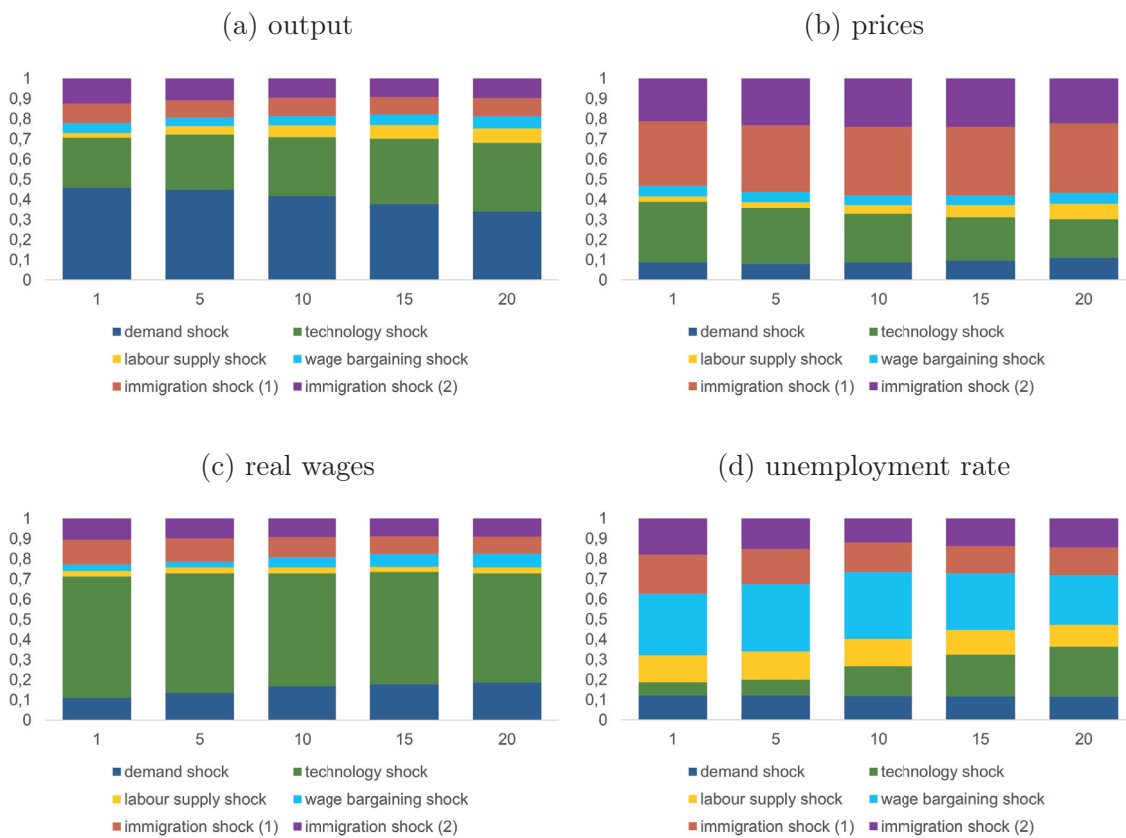 (a) output
1
0,9
0,8
0,7
0,6
0,5
0,4
0,3
0,2
0,1
0
1 5 10 15 20
demand shock technology shock
labour supply shock wage bargaining shock
immigration shock (1) immigration shock (2)
(b) prices
1
0,9
0,8
0,7
0,6
0,5
0,4
0,3
0,2
0,1
0
1 5 10 15 20
demand shock technology shock
labour supply shock wage bargaining shock
immigration shock (1) immigration shock (2)
(c) real wages
1
0,9
0,8
0,7
0,6
0,5
0,4
0,3
0,2
0,1
0
1 5 10 15 20
demand shock technology shock
labour supply shock wage bargaining shock
immigration shock (1) immigration shock (2)
(d) unemployment rate
1
0,9
0,8
0,7
0,6
0,5
0,4
0,3
0,2
0,1
0
1 5 10 15 20
demand shock technology shock
labour supply shock wage bargaining shock
immigration shock (1) immigration shock (2)